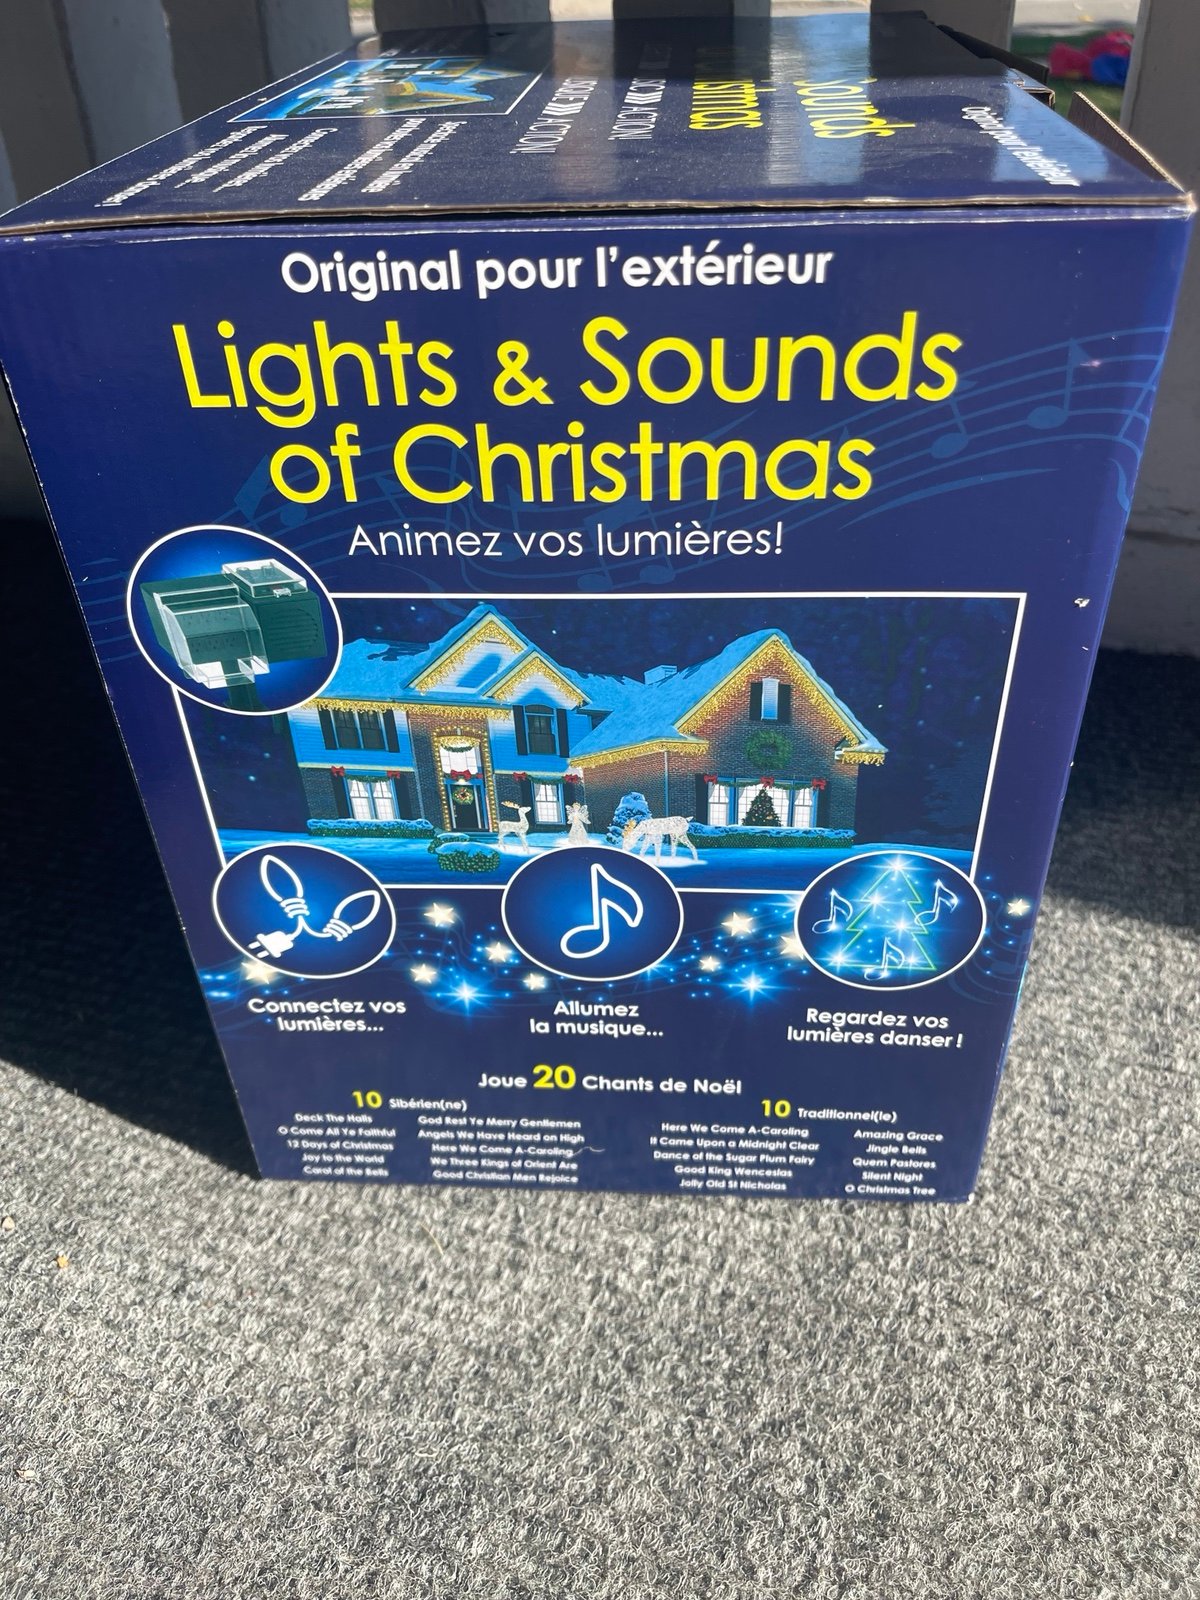 Sounds
Original pour l'extérieur
Lights & Sounds
of Christmas
Animez vos lumières!
Connectez vos
lumières...
Allumez
la musique...
Regardez vos
lumières danser!
Joue 20 Chants de Noël
10 Sibérien(ne)
Deck The Halls
O Come All Ye Faithful
12 Days of Christmas
Joy to the World
Carol of the Bells
God Rest Ye Merry Gentlemen
Angels We Have Heard on High
Here We Come A-Caroling
We Three Kings of Orient Are
Good Christian Men Rejoice
10 Traditionnel(le)
Here We Come A-Caroling
It Came Upon a Midnight Clear
Dance of the Sugar Plum Fairy
Good King Wenceslas
Jolly Old St Nicholas
Amazing Grace
Jingle Bells
Quem Pastores
Silent Night
O Christmas Tree